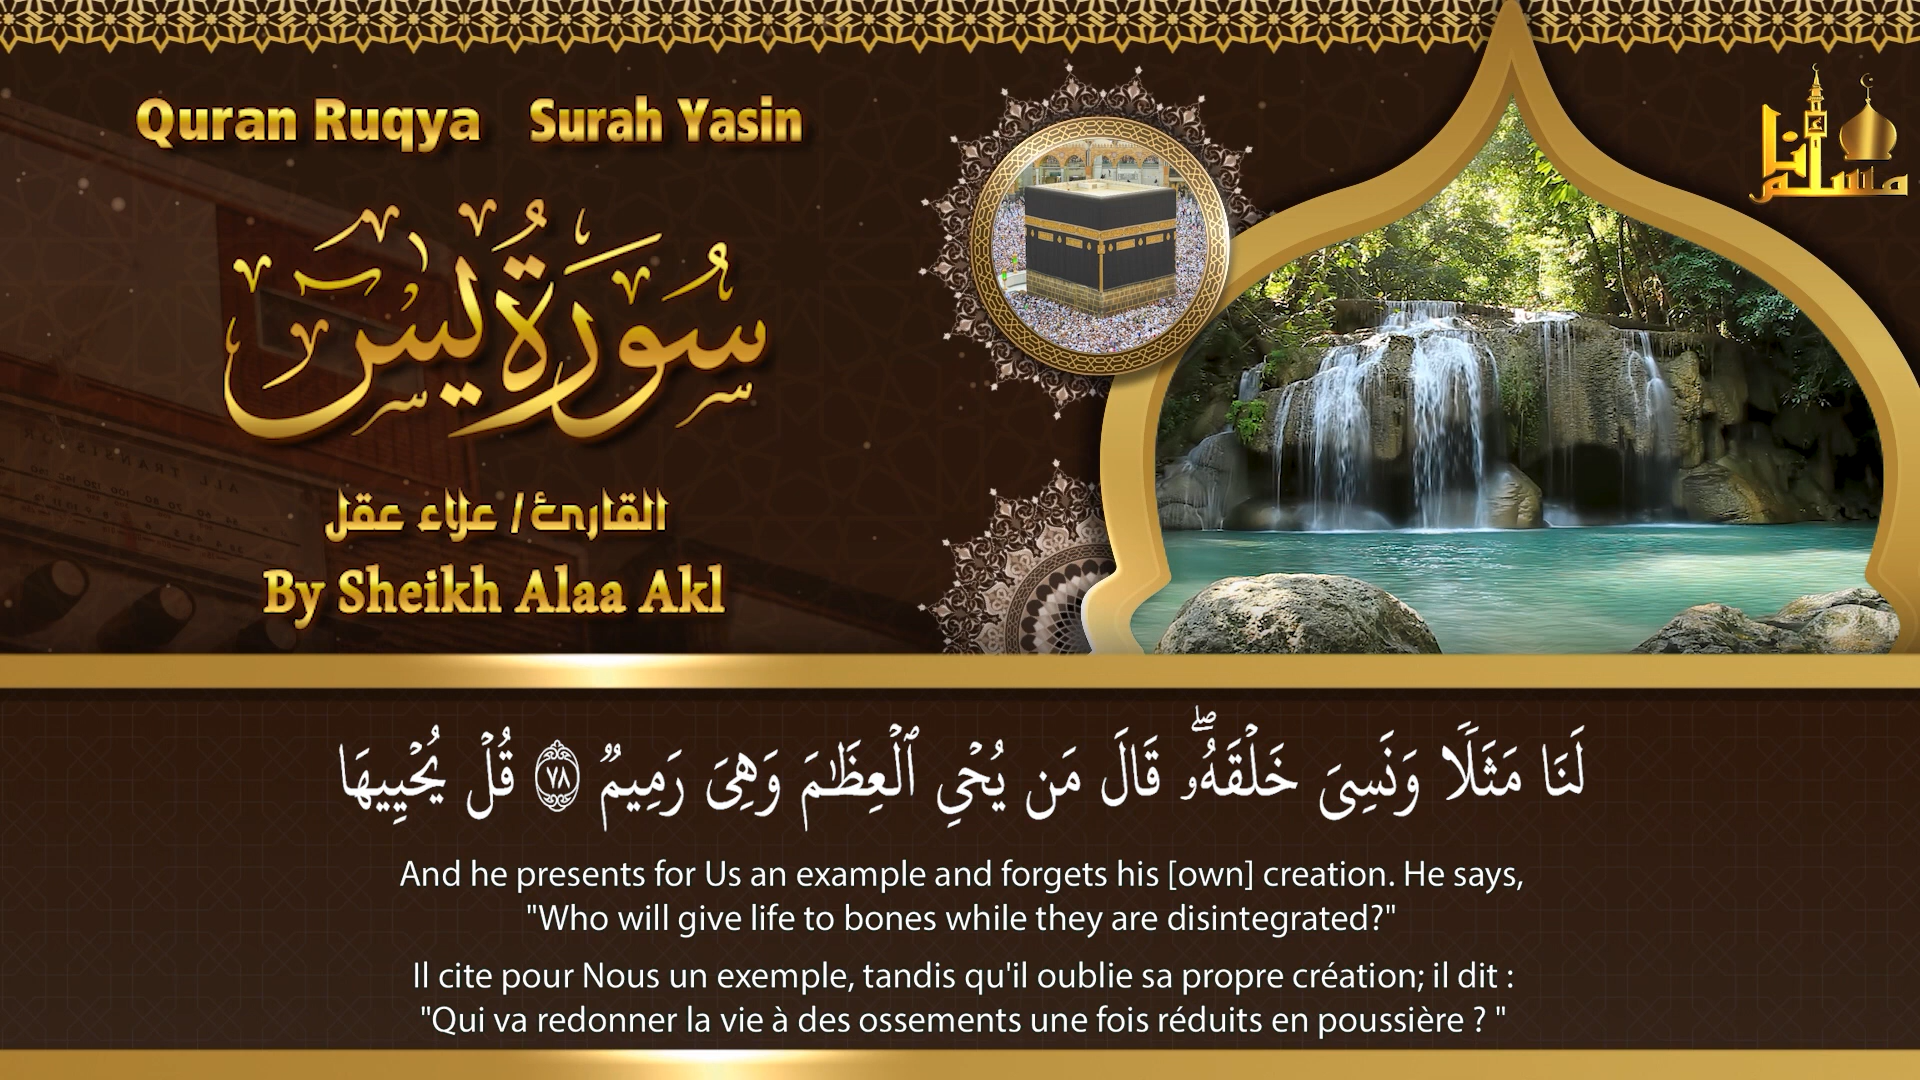 Quran Ruqya Surah Yasin
سورة يس
القارئ / علاء عقل
By Sheikh Alaa Akl
أنا مسلم
لَنَا مَثَلًا وَنَسِىَ خَلْقَهُۥۖ قَالَ مَن يُحْىِ ٱلْعِظَٰمَ وَهِىَ رَمِيمٌ ٧٨ قُلْ يُحْيِيهَا
And he presents for Us an example and forgets his [own] creation. He says,
"Who will give life to bones while they are disintegrated?"
Il cite pour Nous un exemple, tandis qu'il oublie sa propre création; il dit :
"Qui va redonner la vie à des ossements une fois réduits en poussière ? "